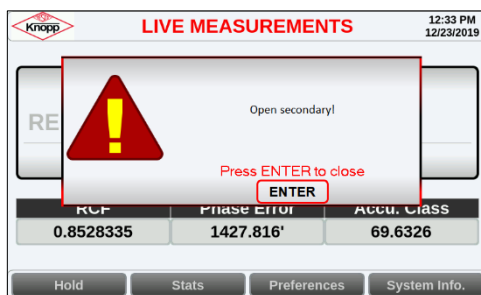 Knopp
LIVE MEASUREMENTS
12:33 PM
12/23/2019
RE
!
Open secondary!
Press ENTER to close
ENTER
RCF
Phase Error
Accu. Class
0.8528335
1427.816'
69.6326
Hold
Stats
Preferences
System Info.